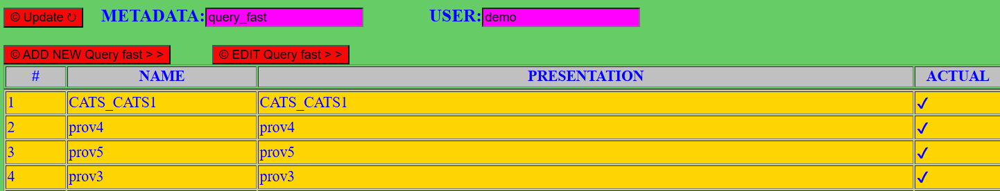 © Update ↻ METADATA: query_fast USER: demo
© ADD NEW Query fast > > © EDIT Query fast > >
# NAME PRESENTATION ACTUAL
1 CATS_CATS1 CATS_CATS1 ✓
2 prov4 prov4 ✓
3 prov5 prov5 ✓
4 prov3 prov3 ✓